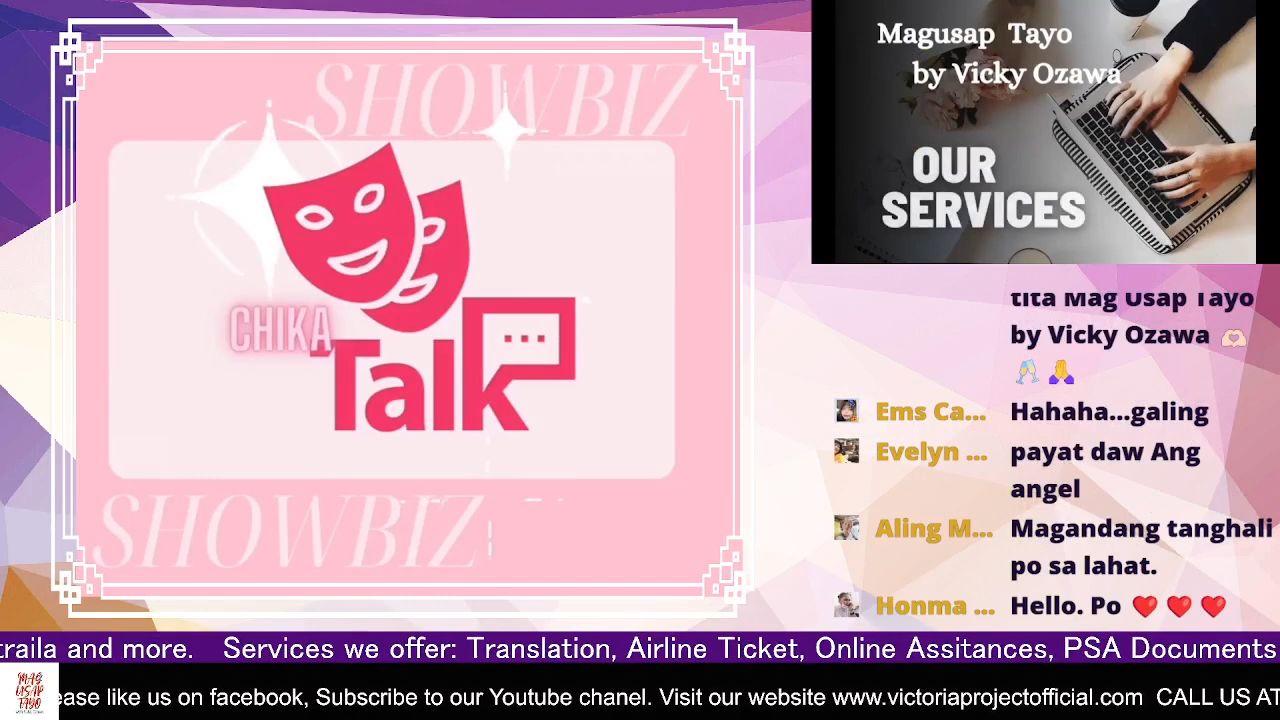 SHOWBIZ
CHIKA
Talk
SHOWBIZ
Magusap Tayo
by Vicky Ozawa
OUR
SERVICES
tita Mag Usap Tayo
by Vicky Ozawa 🫶🏻
🥂 🙏
Ems Ca... Hahaha...galing
Evelyn ... payat daw Ang
angel
Aling M... Magandang tanghali
po sa lahat.
Honma ... Hello. Po ❤️ ❤️ ❤️
traila and more. Services we offer: Translation, Airline Ticket, Online Assitances, PSA Documents
MAG
USAP
TAYO
ease like us on facebook, Subscribe to our Youtube chanel. Visit our website www.victoriaprojectofficial.com CALL US AT